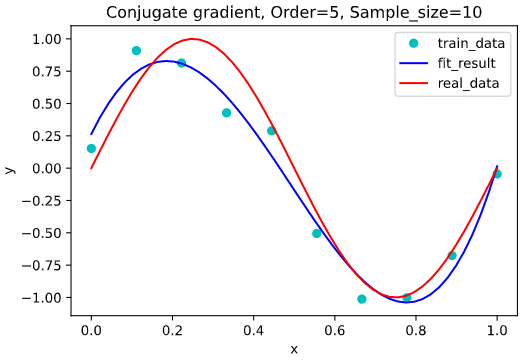 Conjugate gradient, Order=5, Sample_size=10
train_data
fit_result
real_data
1.00
0.75
0.50
0.25
0.00
−0.25
−0.50
−0.75
−1.00
y
0.0 0.2 0.4 0.6 0.8 1.0
x